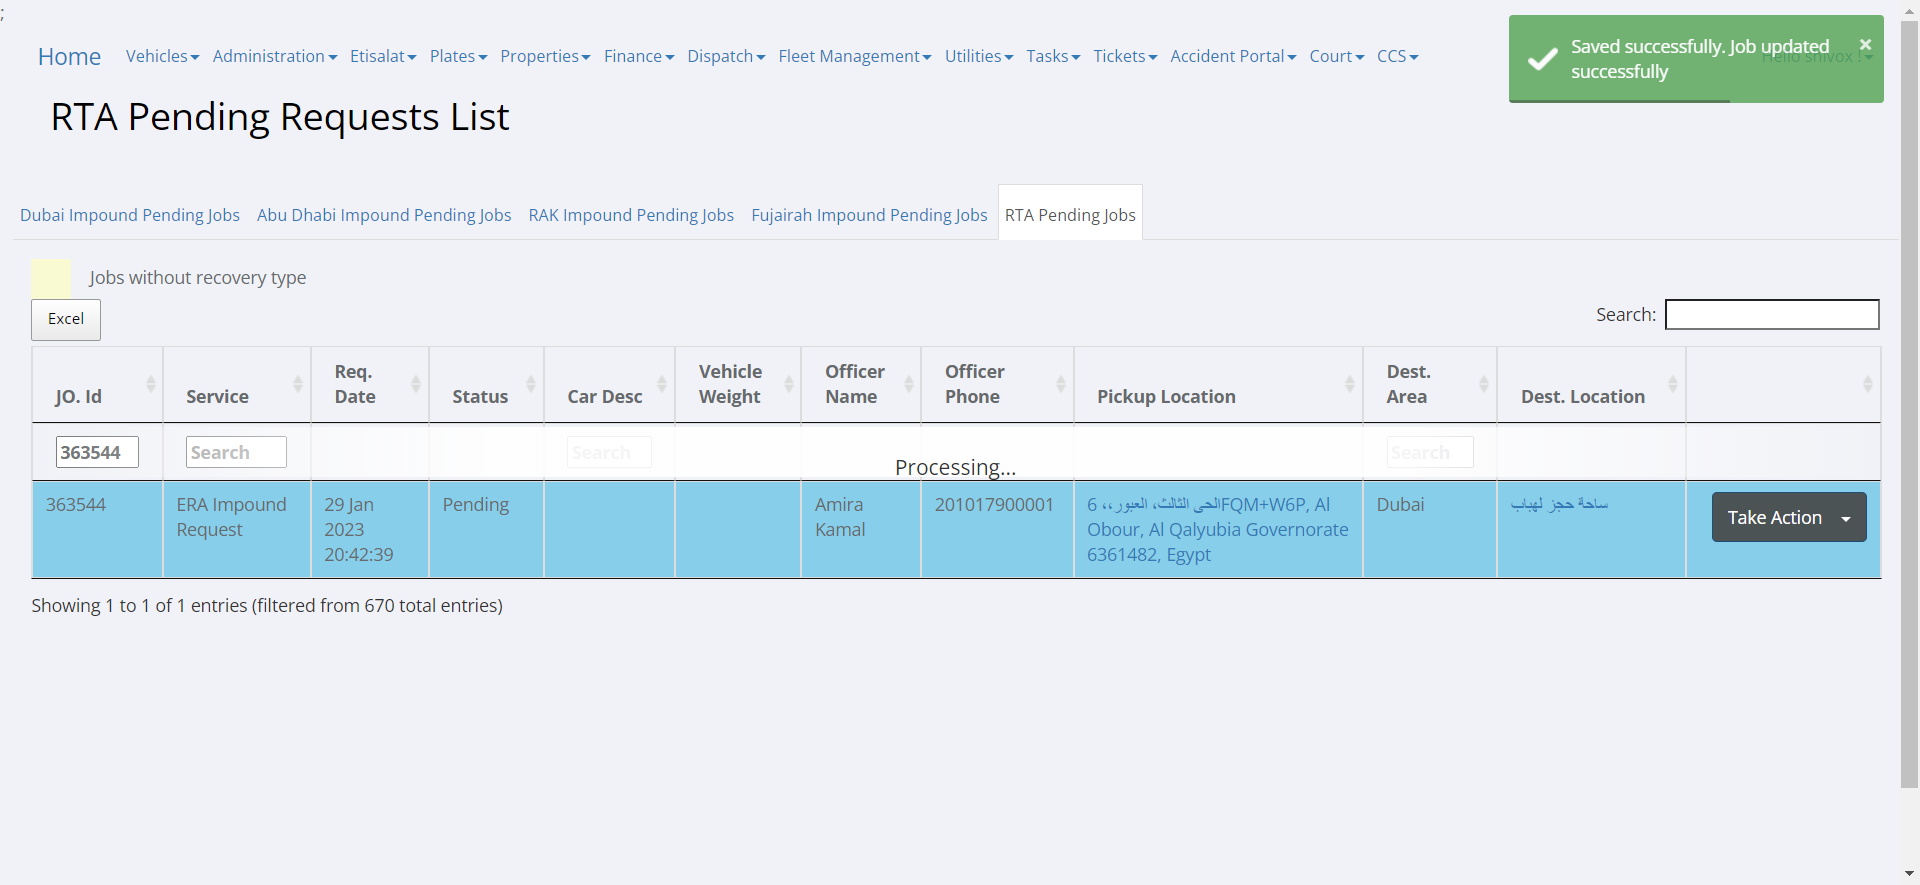 ;
Home Vehicles Administration Etisalat Plates Properties Finance Dispatch Fleet Management Utilities Tasks Tickets Accident Portal Court CCS
Saved successfully. Job updated
successfully
Hello shivox !
RTA Pending Requests List
Dubai Impound Pending Jobs Abu Dhabi Impound Pending Jobs RAK Impound Pending Jobs Fujairah Impound Pending Jobs RTA Pending Jobs
Jobs without recovery type
Excel
Search:
JO. Id
Service
Req.
Date
Status
Car Desc
Vehicle
Weight
Officer
Name
Officer
Phone
Pickup Location
Dest.
Area
Dest. Location
363544 Search Search Search
Processing...
363544
ERA Impound
Request
29 Jan
2023
20:42:39
Pending
Amira
Kamal
201017900001
6 الحى الثالث، العبور،،FQM+W6P, Al
Obour, Al Qalyubia Governorate
6361482, Egypt
Dubai
ساحة حجز لهباب
Take Action
Showing 1 to 1 of 1 entries (filtered from 670 total entries)